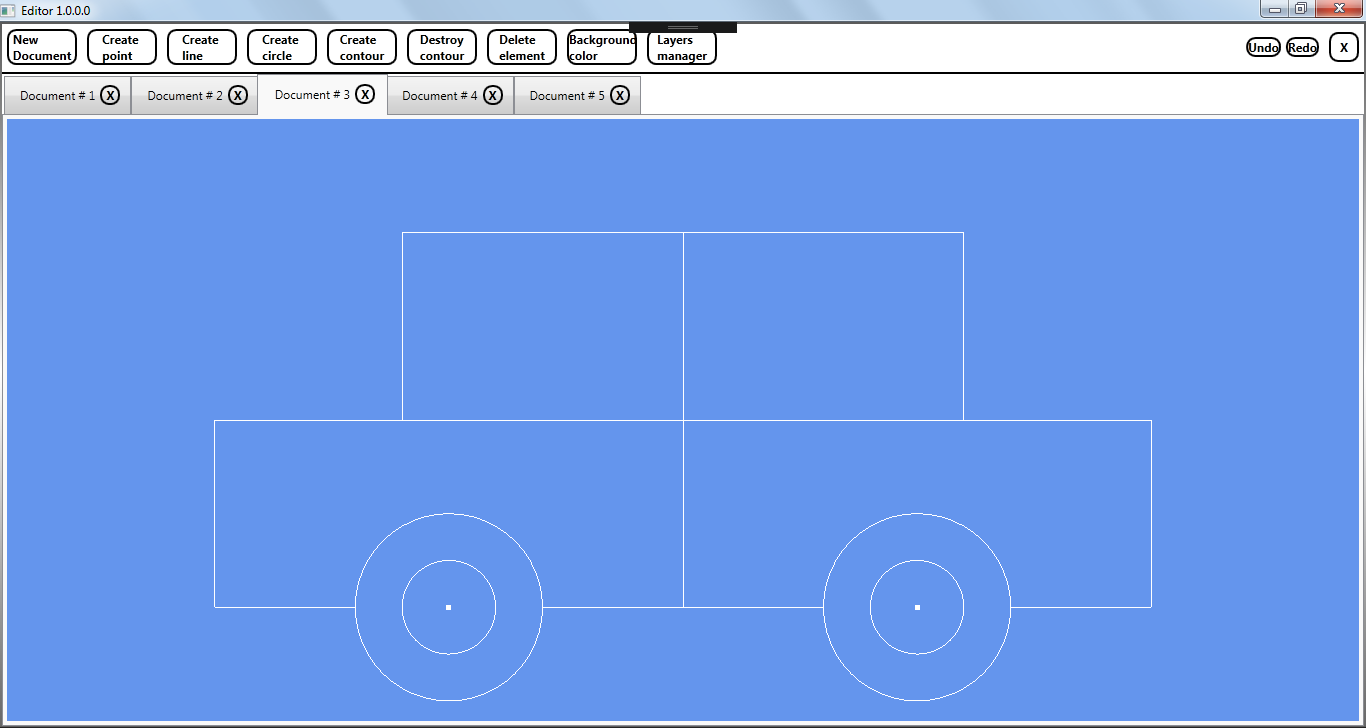 Editor 1.0.0.0
New Document
Create point
Create line
Create circle
Create contour
Destroy contour
Delete element
Background color
Layers manager
Undo
Redo
X
Document # 1 X
Document # 2 X
Document # 3 X
Document # 4 X
Document # 5 X